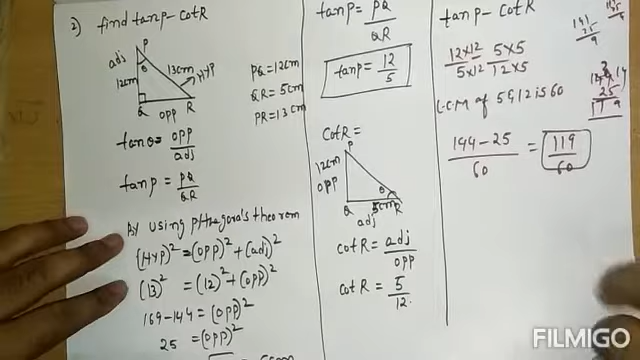 2) find tanp - cotR
P
adj
θ
12cm
13cm
HYP
Q
OPP
R
PQ = 12cm
QR = 5cm
PR = 13cm
tanθ = opp/adj
tanp = PQ/QR
By using pythagora's theorem
(HYP)² = (OPP)² + (adj)²
(13)² = (12)² + (OPP)²
169 - 144 = (OPP)²
25 = (OPP)²
tanp = PQ/QR
tanp = 12/5
CotR =
P
12cm
OPP
θ
Q
5cm
R
adj
cotR = adj/opp
cotR = 5/12
tanp - cotR
12×12/5×12 5×5/12×5
L.C.M of 5 & 12 is 60
144-25/60 = 119/60
25
119
FILMIGO